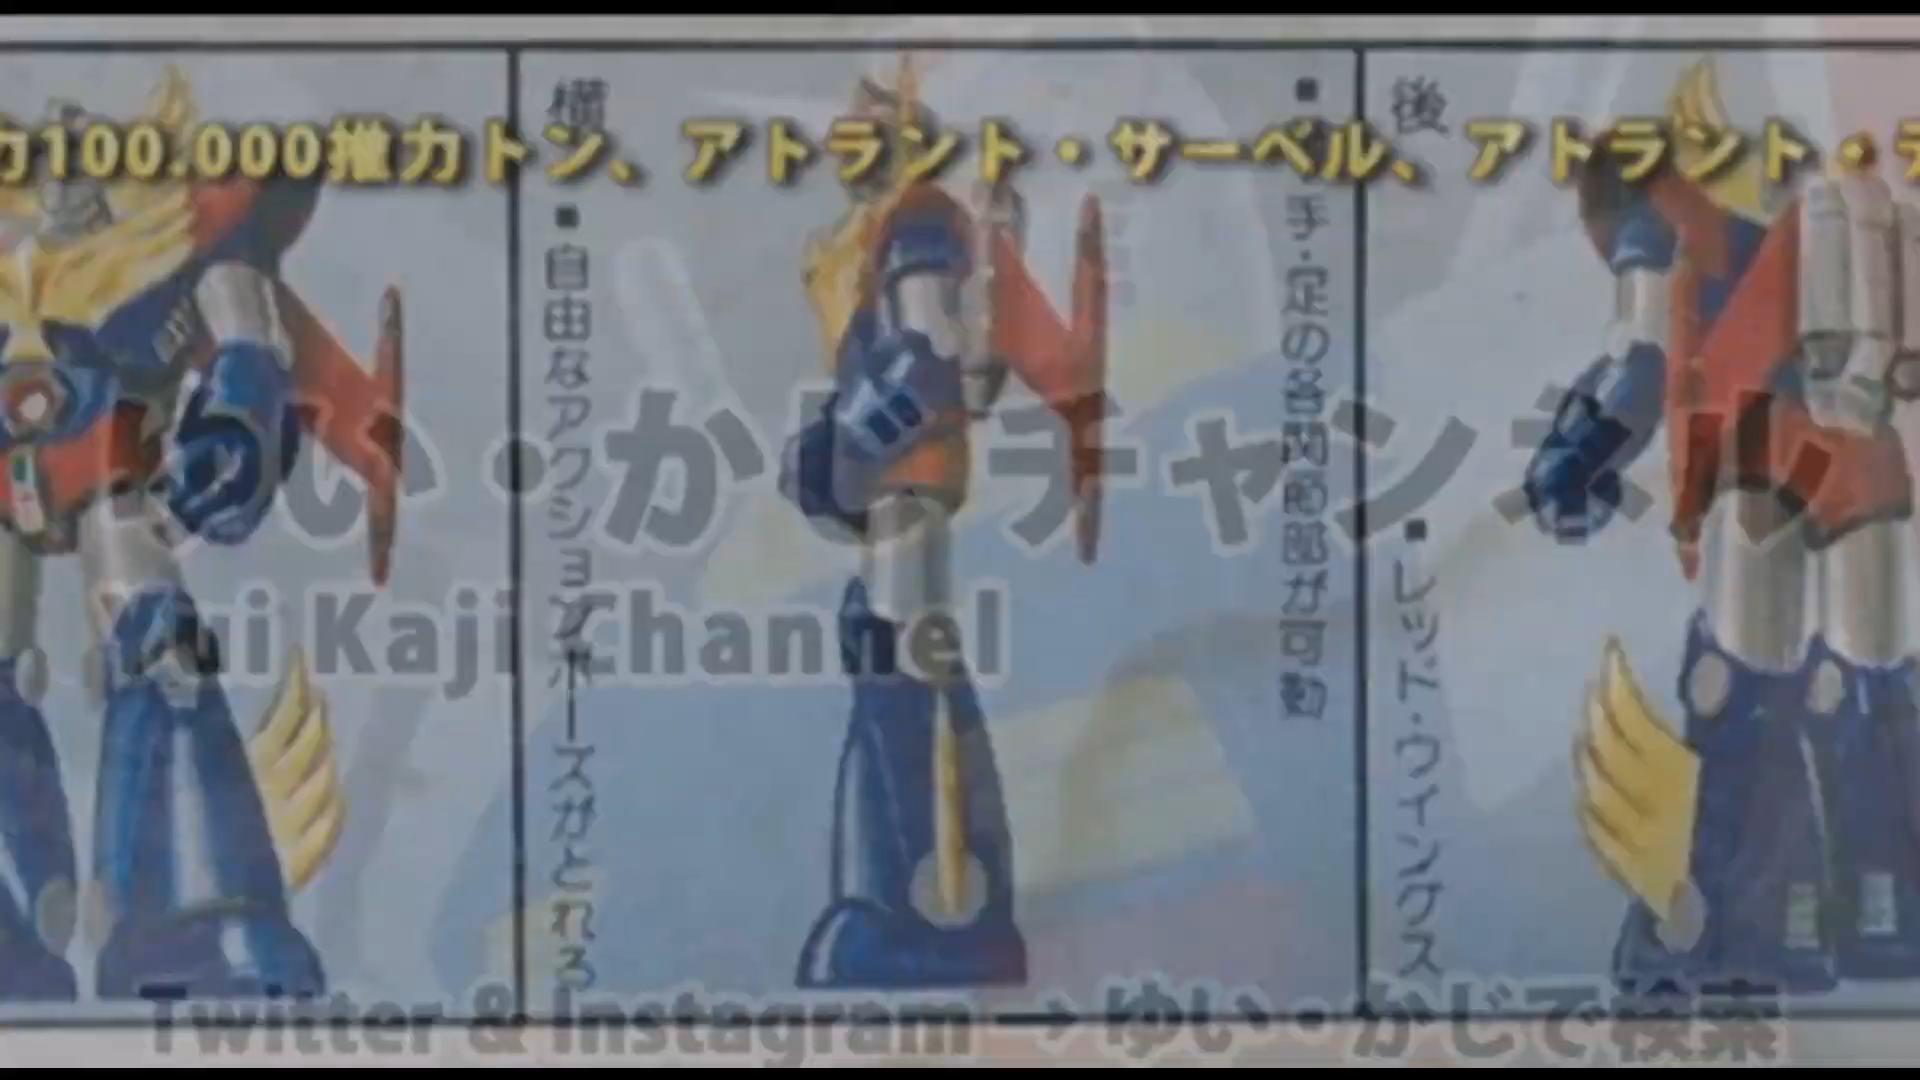 力100.000推力トン、アトラント・サーベル、アトラント・デ
横
■自由なアクションポーズがとれる
手・足の各関節部が可動
後
■レッド・ウイングス
ゆい・かじチャンネル
Yui Kaji Channel
Twitter & Instagram → ゆい・かじで検索